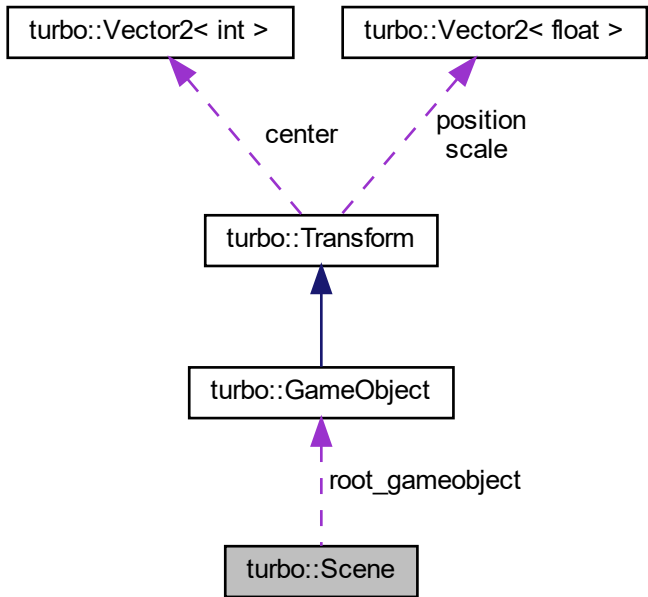 turbo::Vector2< int >
turbo::Vector2< float >
center
position
scale
turbo::Transform
turbo::GameObject
root_gameobject
turbo::Scene